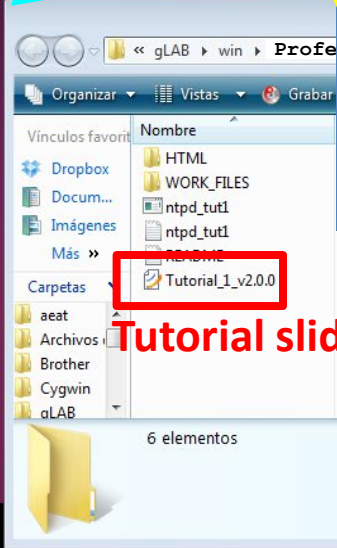 « gLAB ▸ win ▸ Profe
Organizar Vistas Grabar
Vínculos favorit
Dropbox
Docum...
Imágenes
Más »
Carpetas
aeat
Archivos
Brother
Cygwin
gLAB
Nombre
HTML
WORK_FILES
ntpd_tut1
ntpd_tut1
README
Tutorial_1_v2.0.0
Tutorial slid
6 elementos